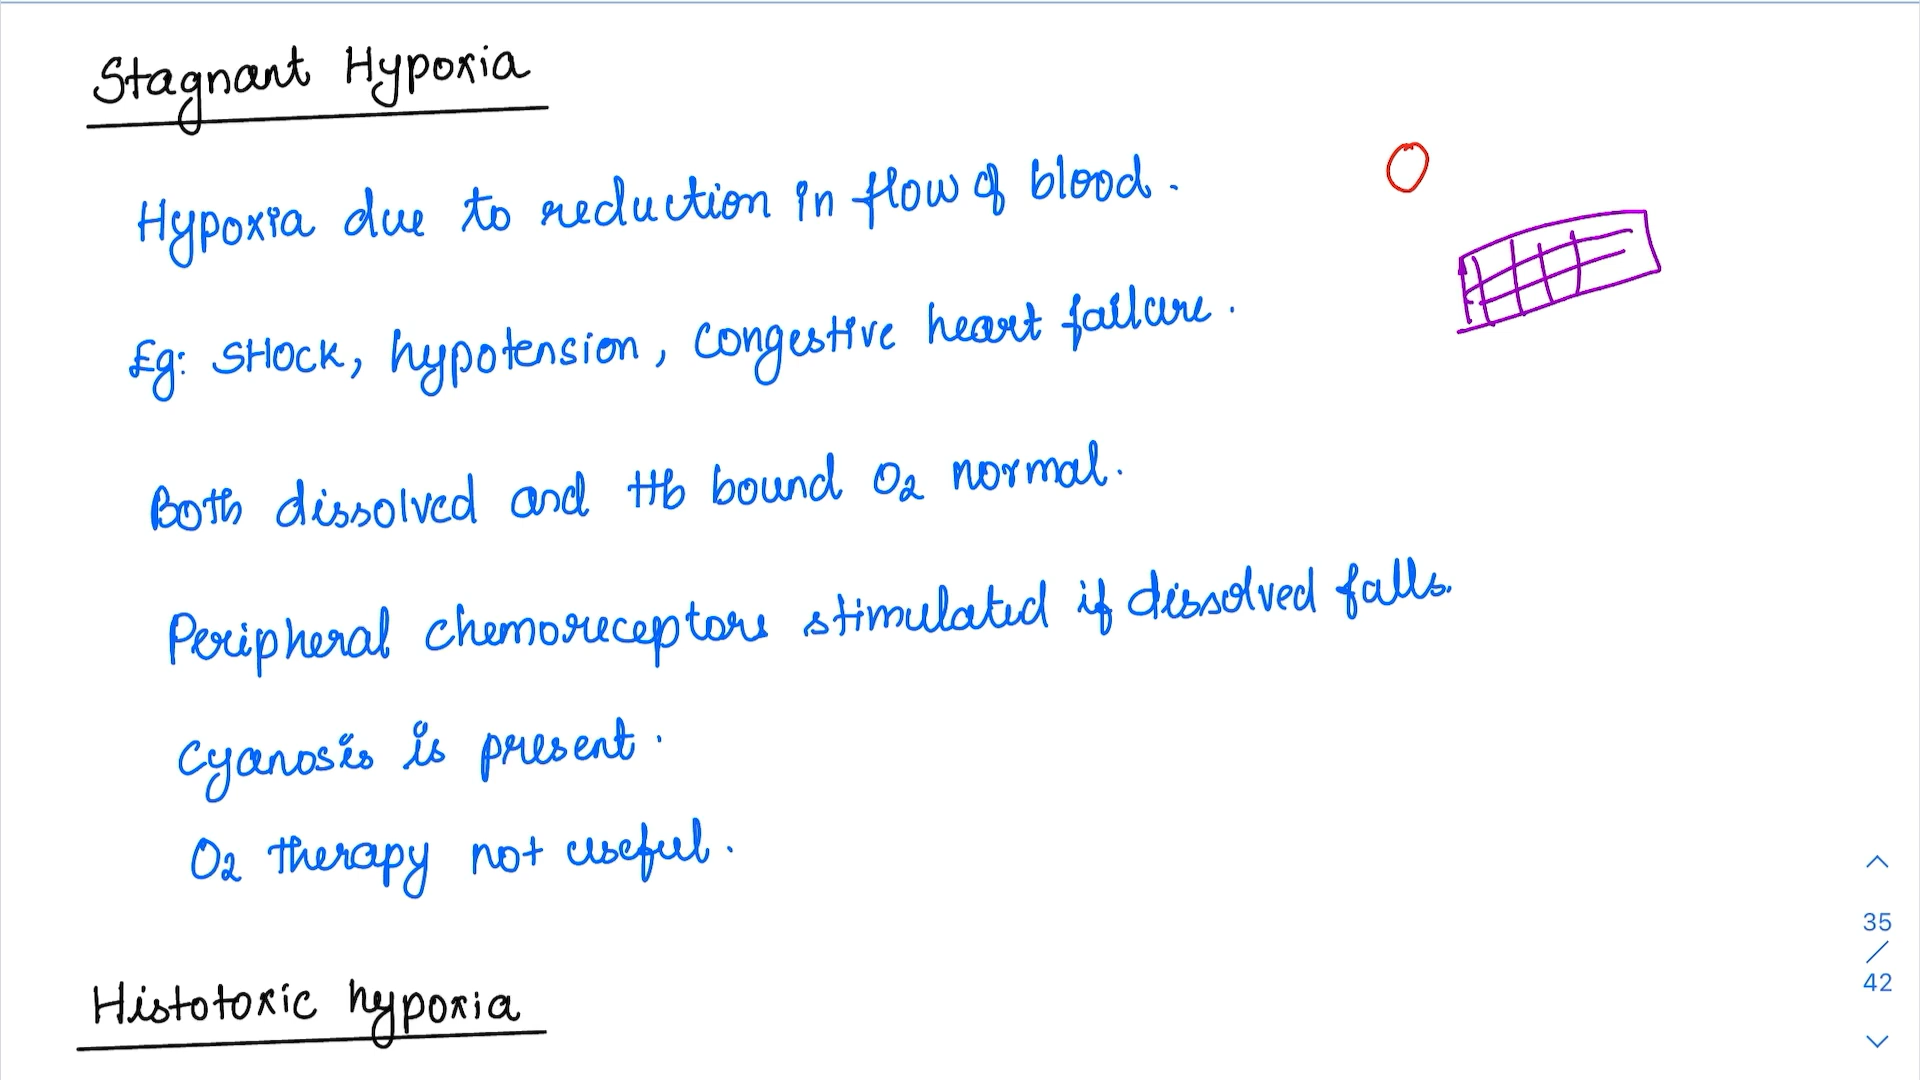 Stagnant Hypoxia
Hypoxia due to reduction in flow of blood.
Eg: SHOCK, hypotension, congestive heart failure.
Both dissolved and Hb bound O2 normal.
Peripheral chemoreceptors stimulated if dissolved falls.
Cyanosis is present.
O2 therapy not useful.
Histotoxic hypoxia
35
/
42